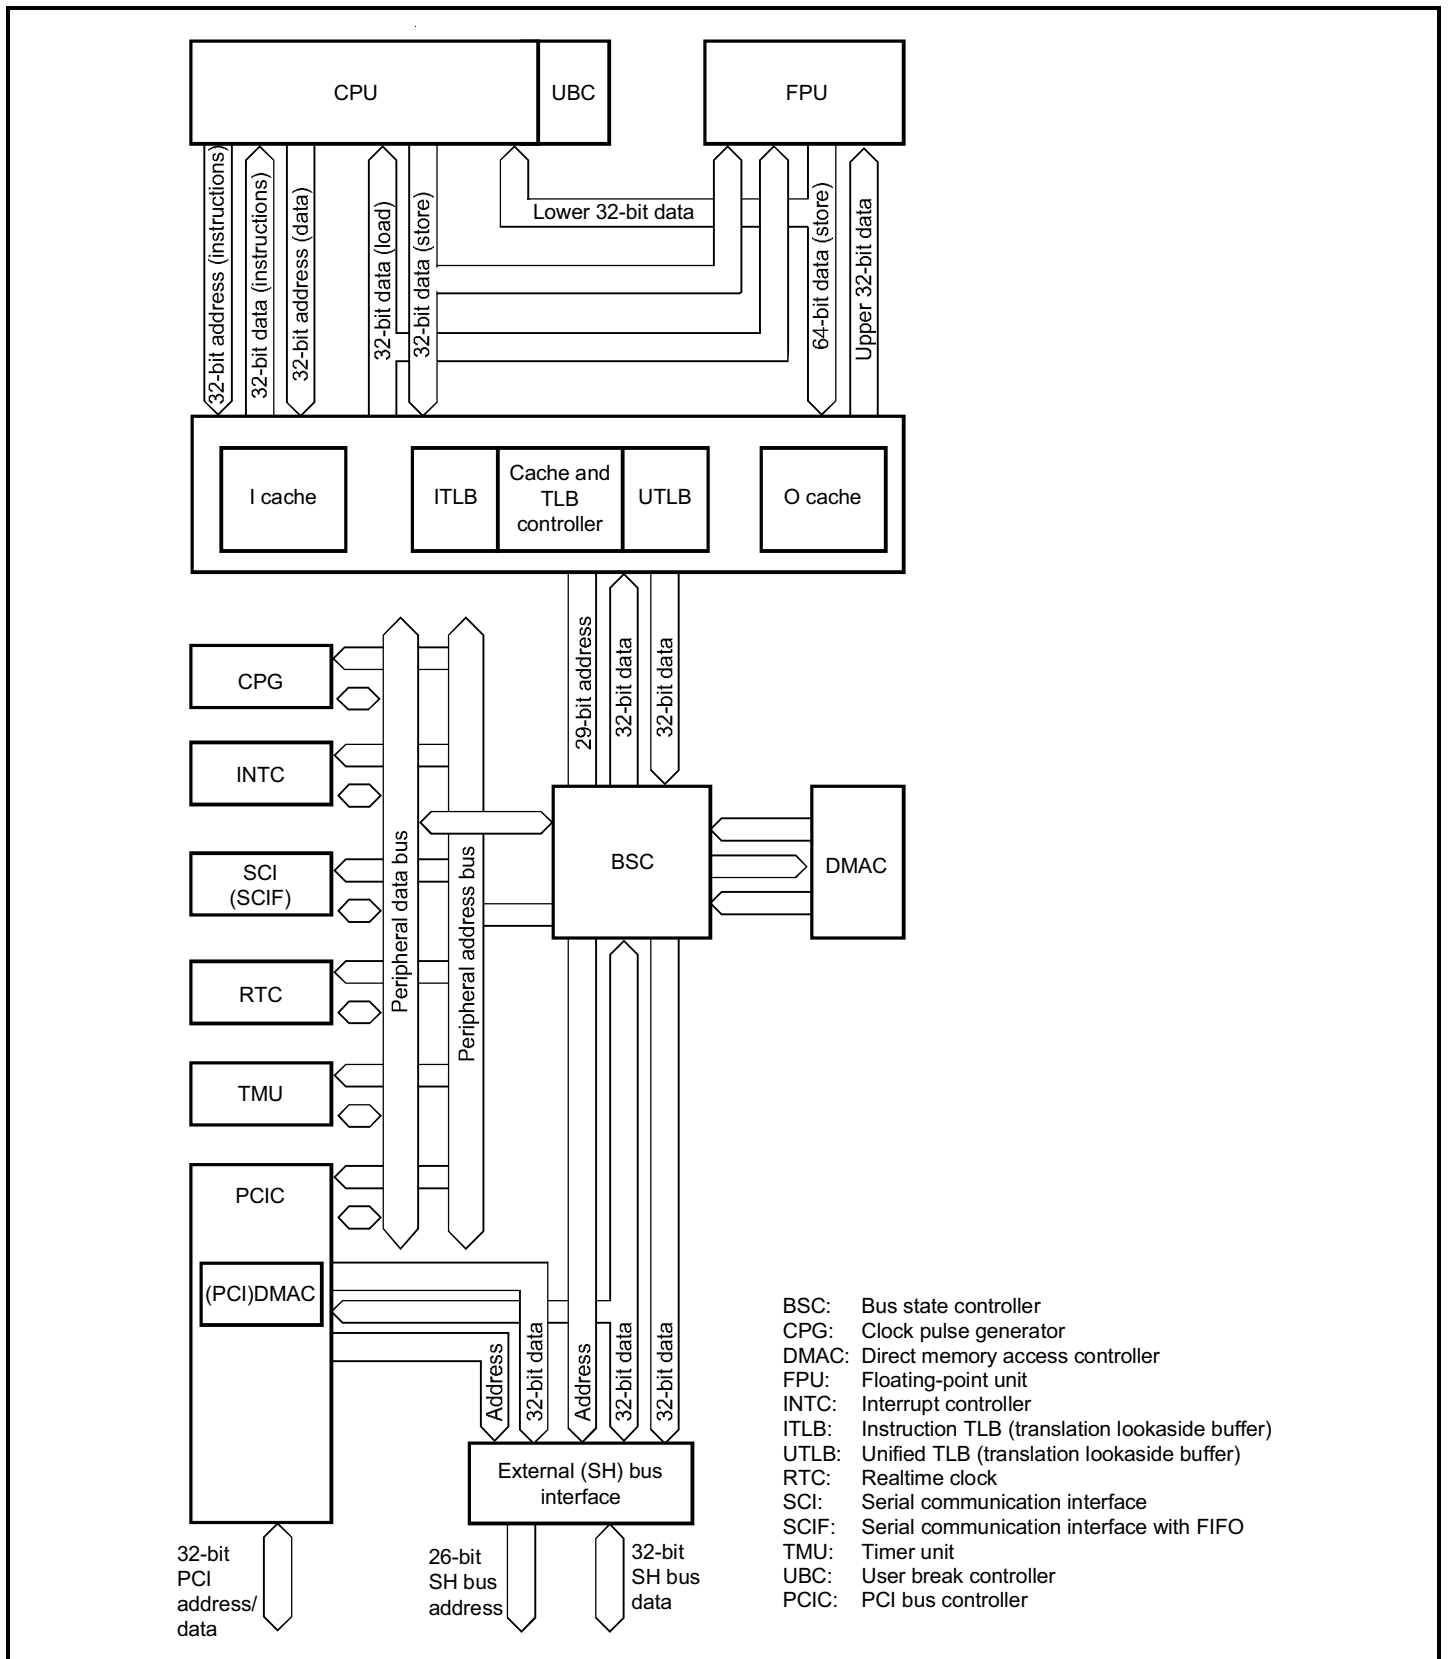 CPU
UBC
FPU
32-bit address (instructions)
32-bit data (instructions)
32-bit address (data)
32-bit data (load)
32-bit data (store)
Lower 32-bit data
64-bit data (store)
Upper 32-bit data
I cache
ITLB
Cache and
TLB
controller
UTLB
O cache
29-bit address
32-bit data
32-bit data
CPG
INTC
SCI
(SCIF)
RTC
TMU
PCIC
(PCI)DMAC
Peripheral data bus
Peripheral address bus
BSC
DMAC
Address
32-bit data
Address
32-bit data
32-bit data
External (SH) bus
interface
32-bit
PCI
address/
data
26-bit
SH bus
address
32-bit
SH bus
data
BSC: Bus state controller
CPG: Clock pulse generator
DMAC: Direct memory access controller
FPU: Floating-point unit
INTC: Interrupt controller
ITLB: Instruction TLB (translation lookaside buffer)
UTLB: Unified TLB (translation lookaside buffer)
RTC: Realtime clock
SCI: Serial communication interface
SCIF: Serial communication interface with FIFO
TMU: Timer unit
UBC: User break controller
PCIC: PCI bus controller